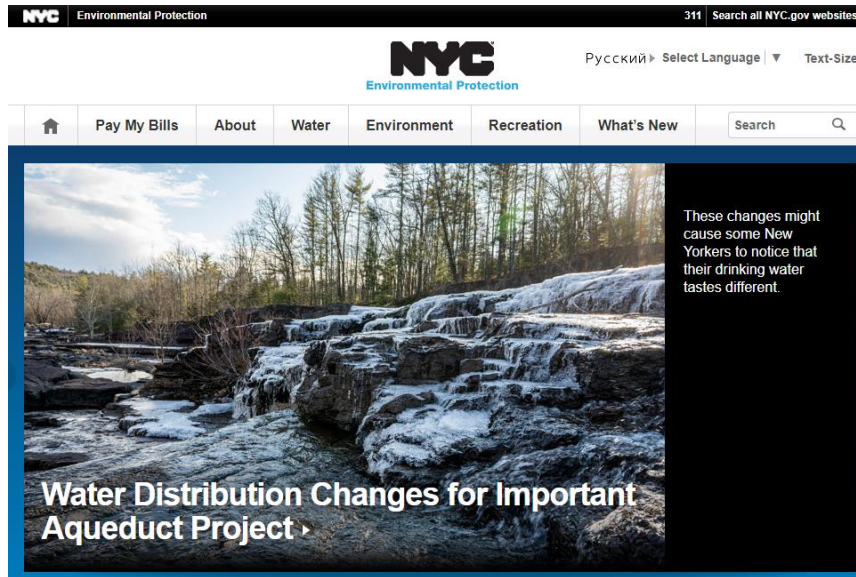 NYC Environmental Protection 311 Search all NYC.gov websites
NYC
Environmental Protection
Русский Select Language ▼ Text-Size
Pay My Bills About Water Environment Recreation What's New Search
These changes might
cause some New
Yorkers to notice that
their drinking water
tastes different.
Water Distribution Changes for Important
Aqueduct Project